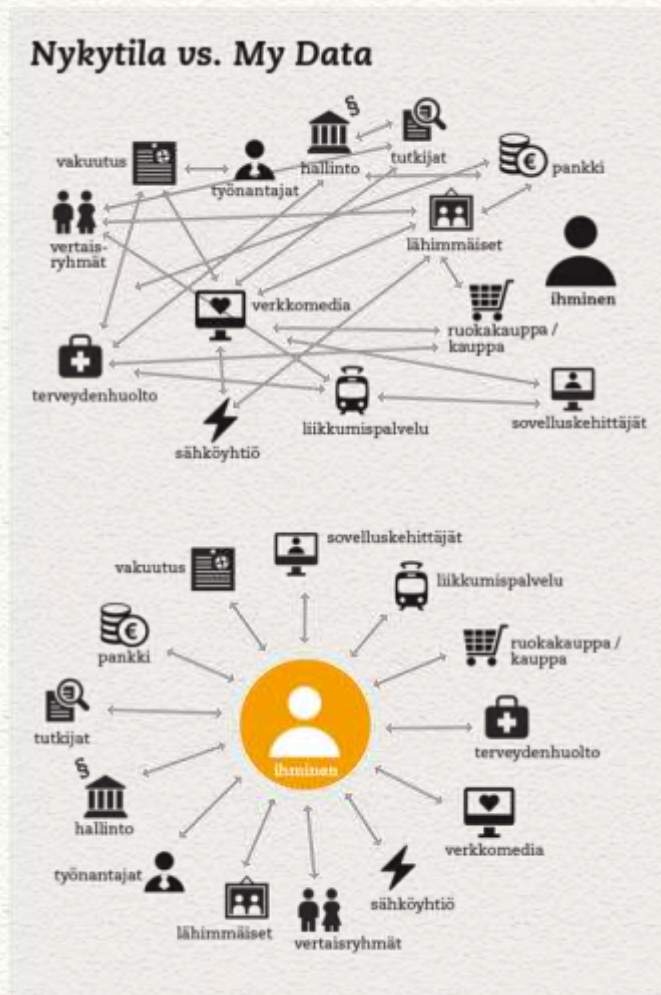 Nykytila vs. My Data
§
vakuutus
työnantajat
hallinto
tutkijat
€
pankki
vertais-
ryhmät
lähimmäiset
ihminen
verkkomedia
ruokakauppa /
kauppa
terveydenhuolto
sähköyhtiö
liikkumispalvelu
sovelluskehittäjät
sovelluskehittäjät
vakuutus
liikkumispalvelu
€
pankki
ruokakauppa /
kauppa
tutkijat
ihminen
terveydenhuolto
§
hallinto
verkkomedia
työnantajat
sähköyhtiö
lähimmäiset
vertaisryhmät